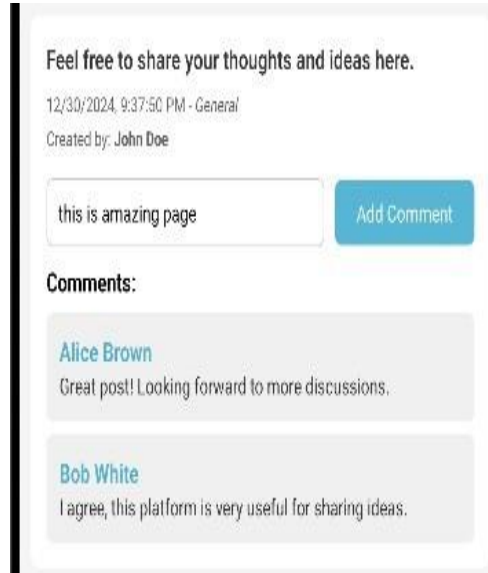 Feel free to share your thoughts and ideas here.
12/30/2024, 9:37:50 PM - General
Created by: John Doe
this is amazing page
Add Comment
Comments:
Alice Brown
Great post! Looking forward to more discussions.
Bob White
I agree, this platform is very useful for sharing ideas.